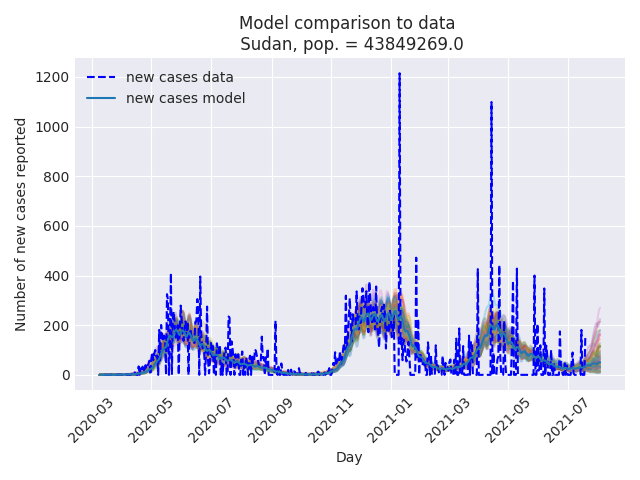 Model comparison to data
Sudan, pop. = 43849269.0
new cases data
new cases model
Number of new cases reported
1200
1000
800
600
400
200
0
2020-03
2020-05
2020-07
2020-09
2020-11
2021-01
2021-03
2021-05
2021-07
Day